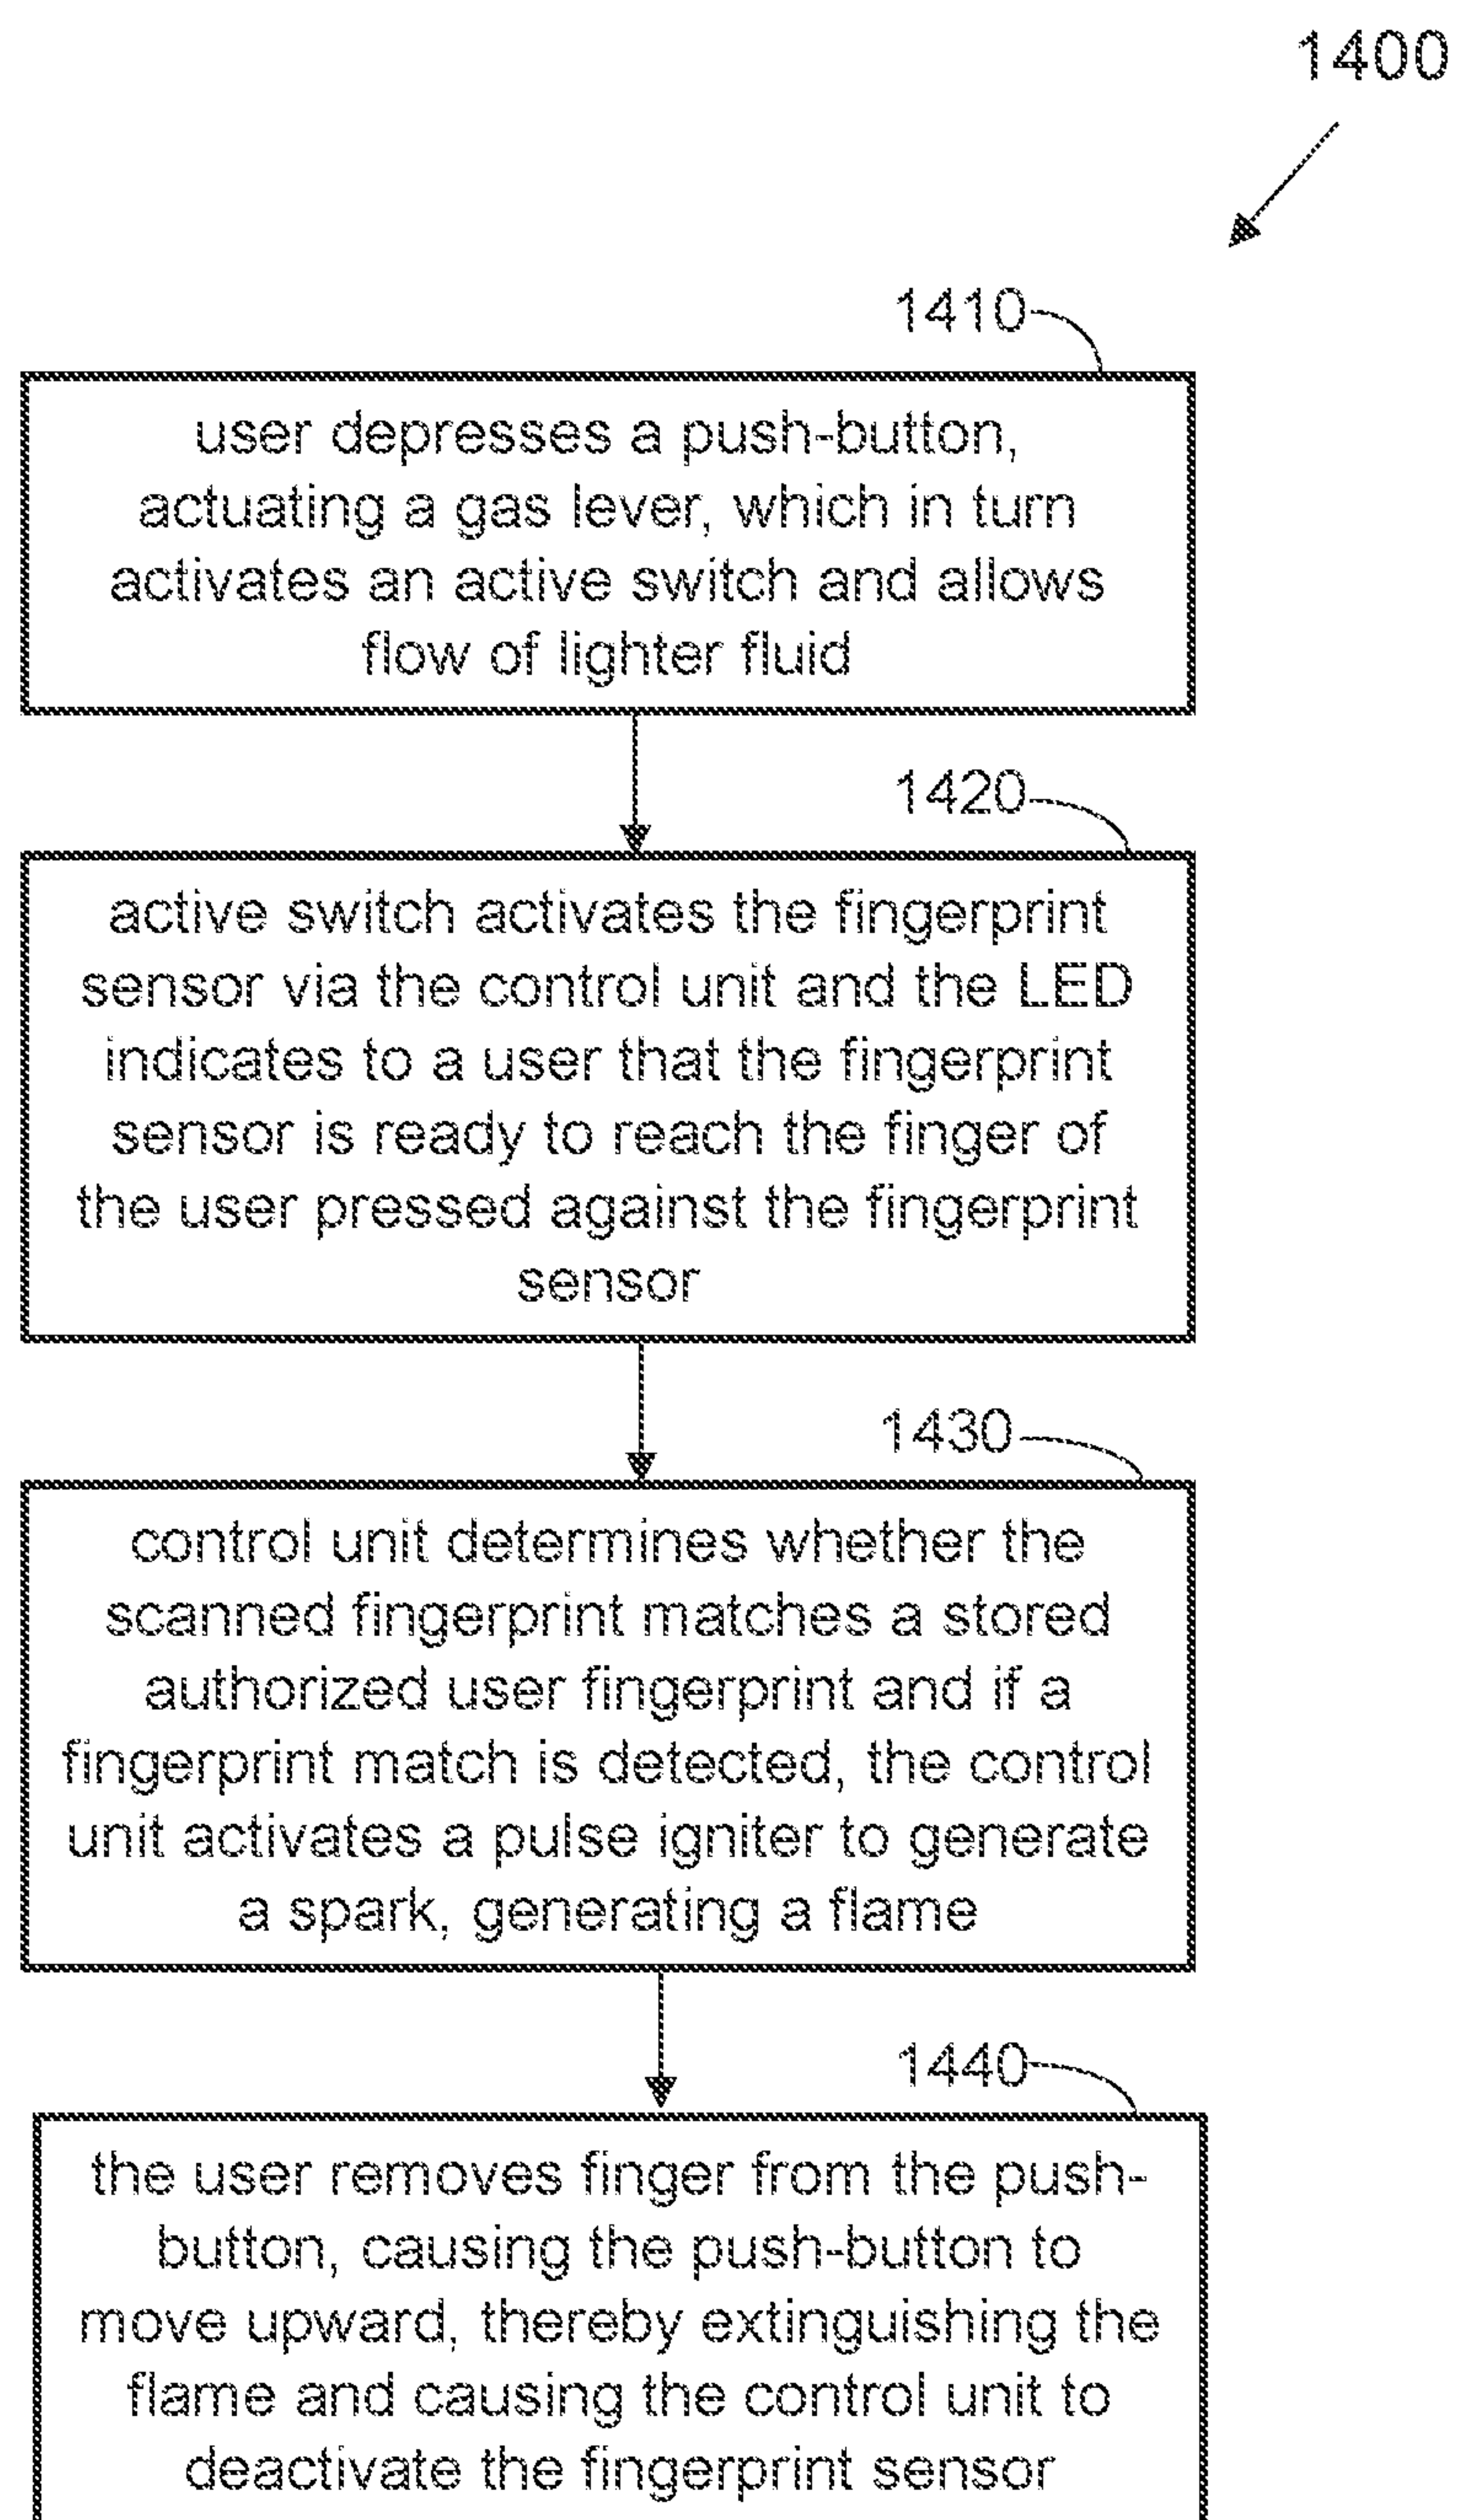 1400
1410
user depresses a push-button,
actuating a gas lever, which in turn
activates an active switch and allows
flow of lighter fluid
1420
active switch activates the fingerprint
sensor via the control unit and the LED
indicates to a user that the fingerprint
sensor is ready to reach the finger of
the user pressed against the fingerprint
sensor
1430
control unit determines whether the
scanned fingerprint matches a stored
authorized user fingerprint and if a
fingerprint match is detected, the control
unit activates a pulse igniter to generate
a spark, generating a flame
1440
the user removes finger from the push-
button, causing the push-button to
move upward, thereby extinguishing the
flame and causing the control unit to
deactivate the fingerprint sensor